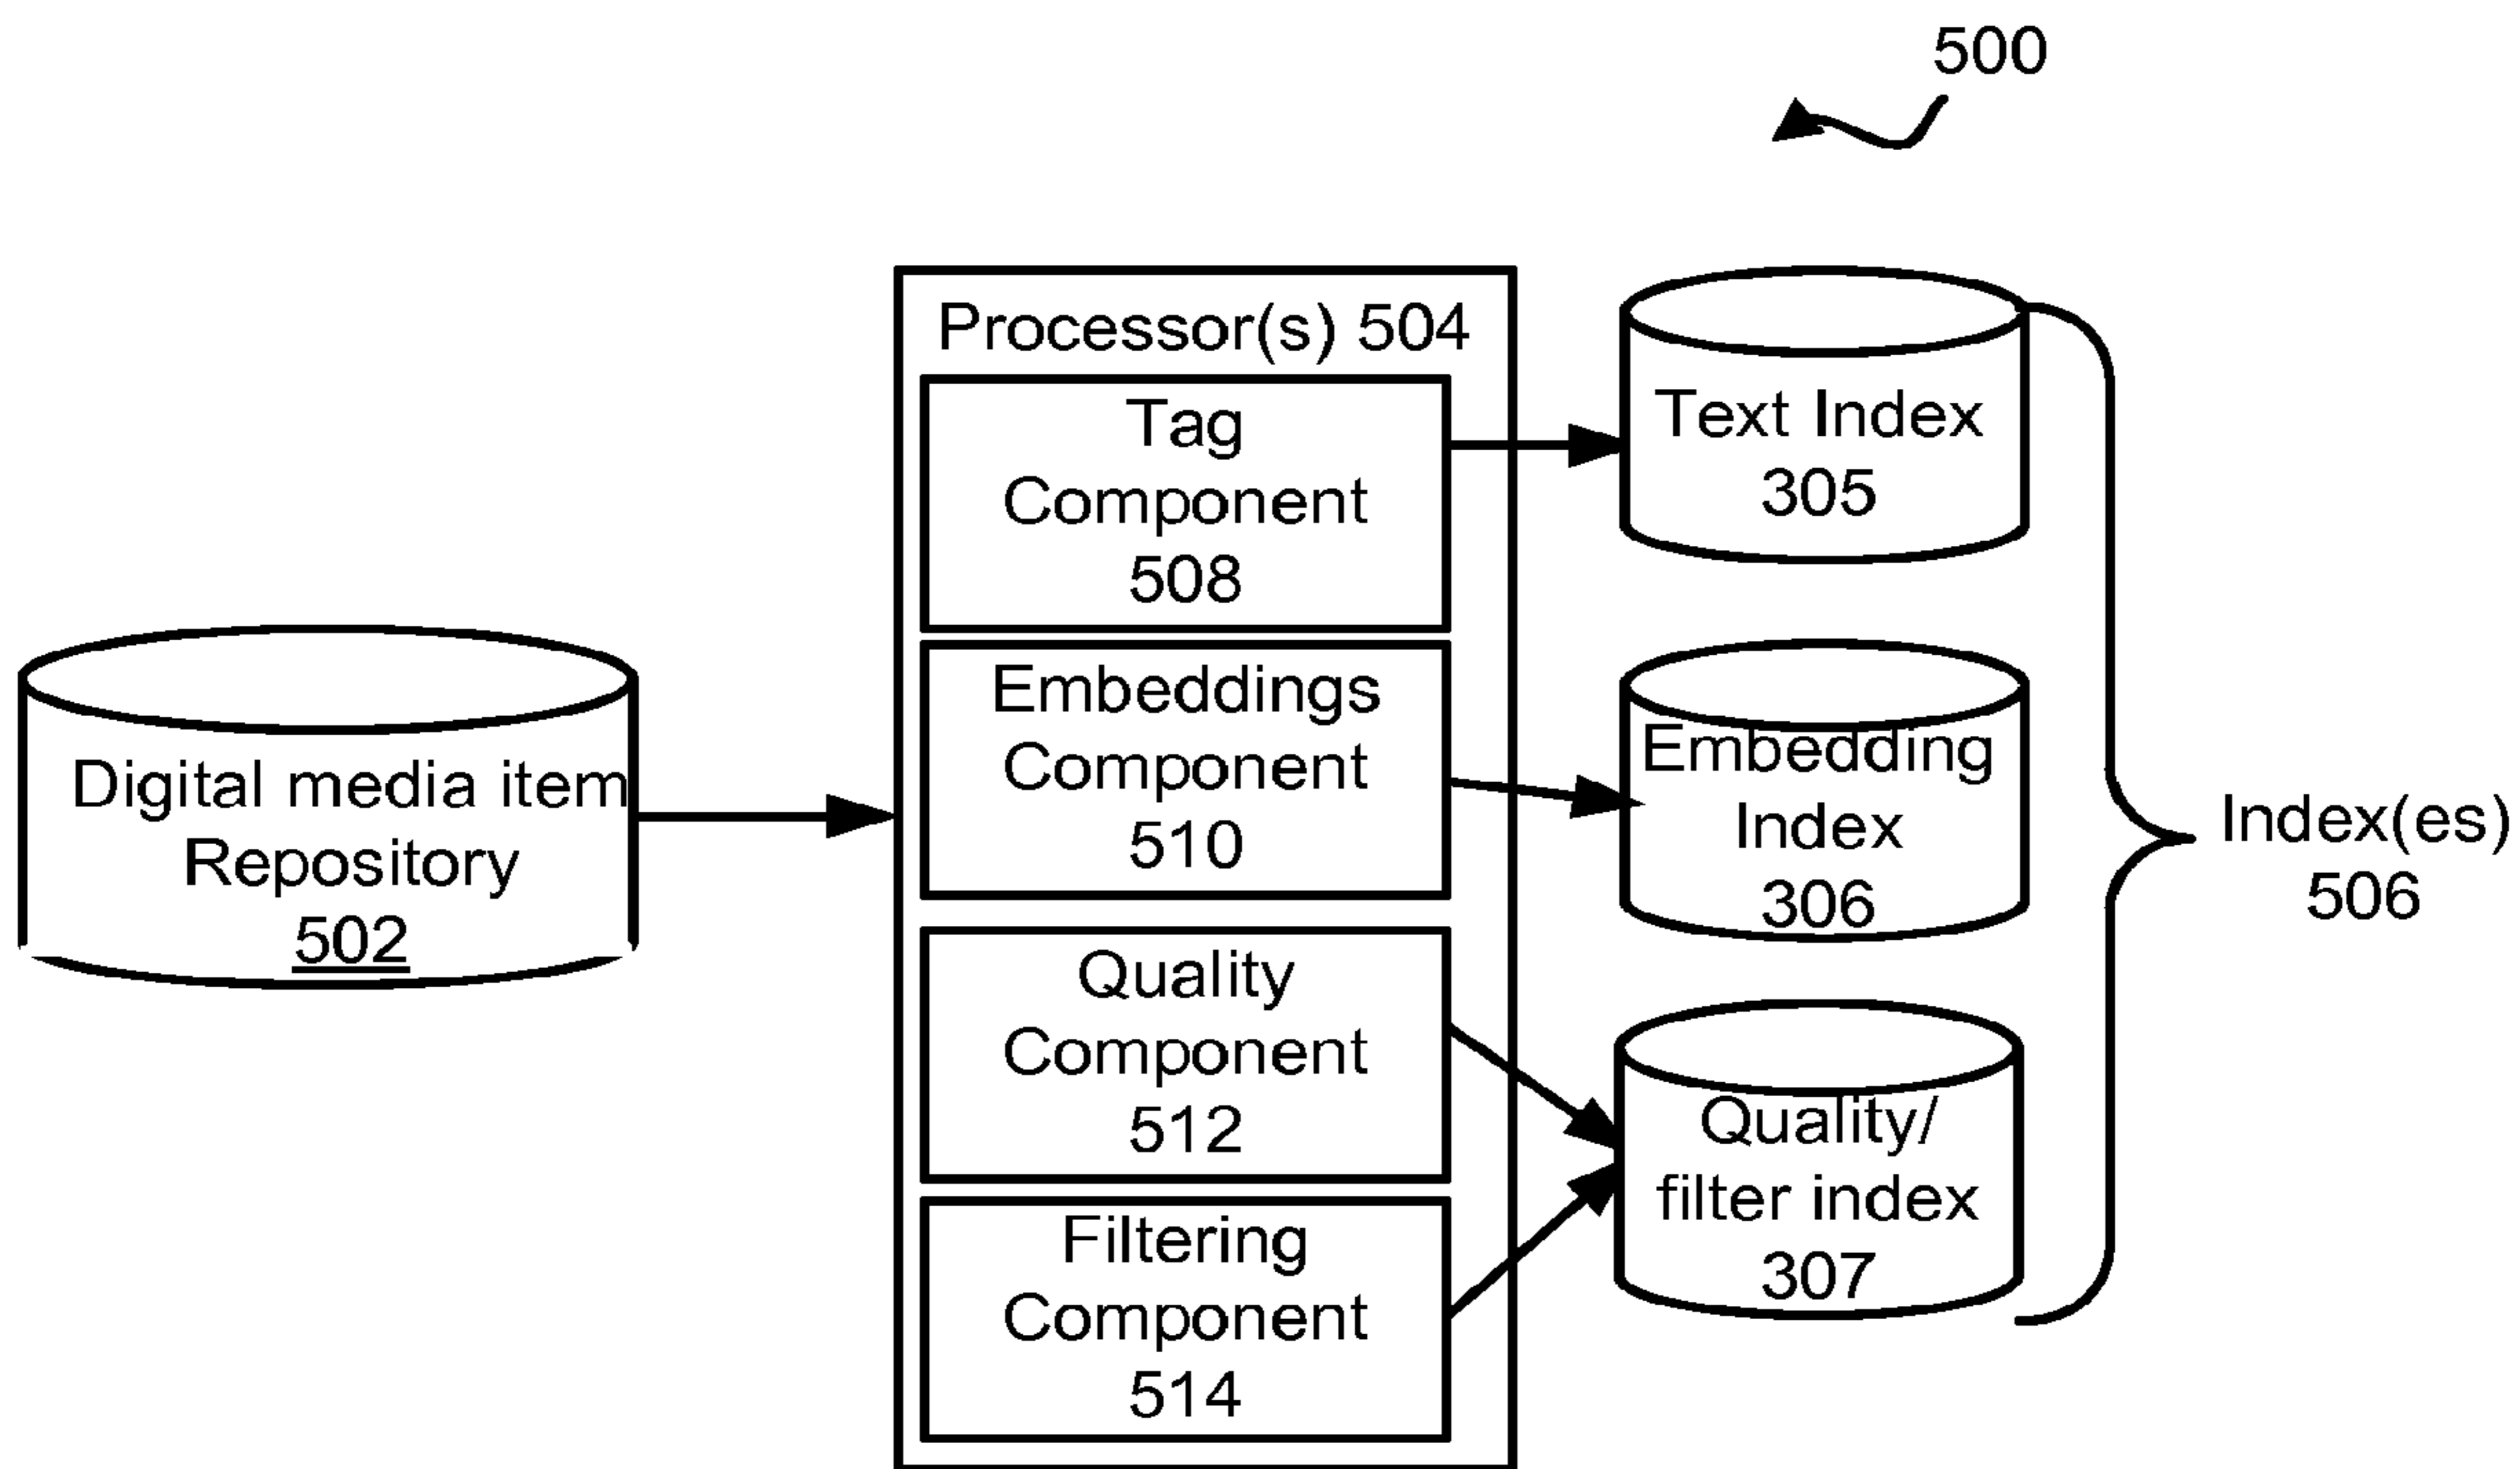 500
Processor(s) 504
Tag
Component
508
Embeddings
Component
510
Quality
Component
512
Filtering
Component
514
Digital media item
Repository
502
Text Index
305
Embedding
Index
306
Quality/
filter index
307
Index(es)
506